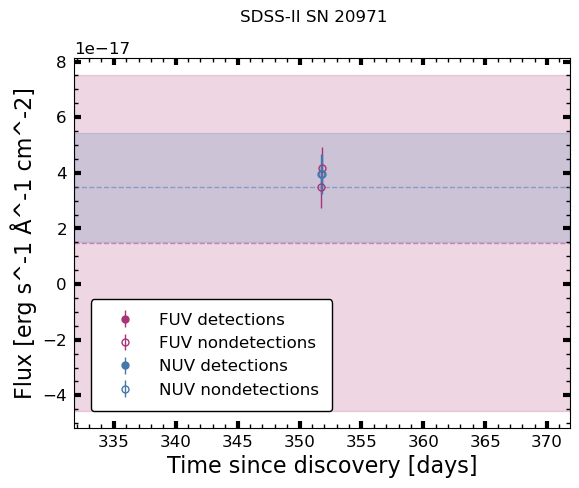 SDSS-II SN 20971
1e−17
8
6
4
2
0
−2
−4
Flux [erg s^-1 Å^-1 cm^-2]
FUV detections
FUV nondetections
NUV detections
NUV nondetections
335 340 345 350 355 360 365 370
Time since discovery [days]